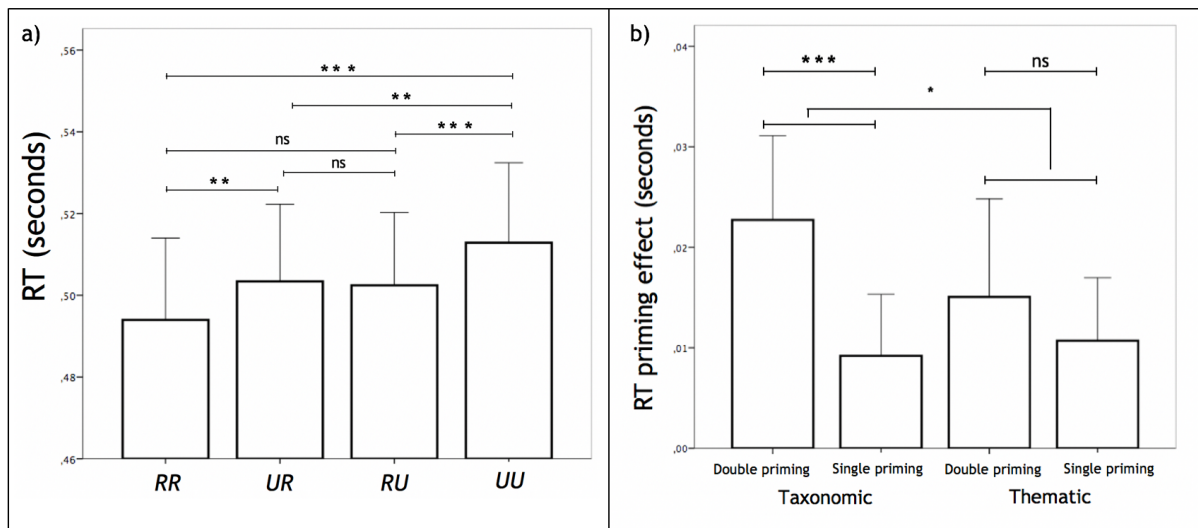 a)
RT (seconds)
,56
,54
,52
,50
,48
,46
***
**
***
ns
ns
**
RR UR RU UU
b)
RT priming effect (seconds)
,04
,03
,02
,01
,00
*** ns
*
Double priming Single priming Double priming Single priming
Taxonomic Thematic